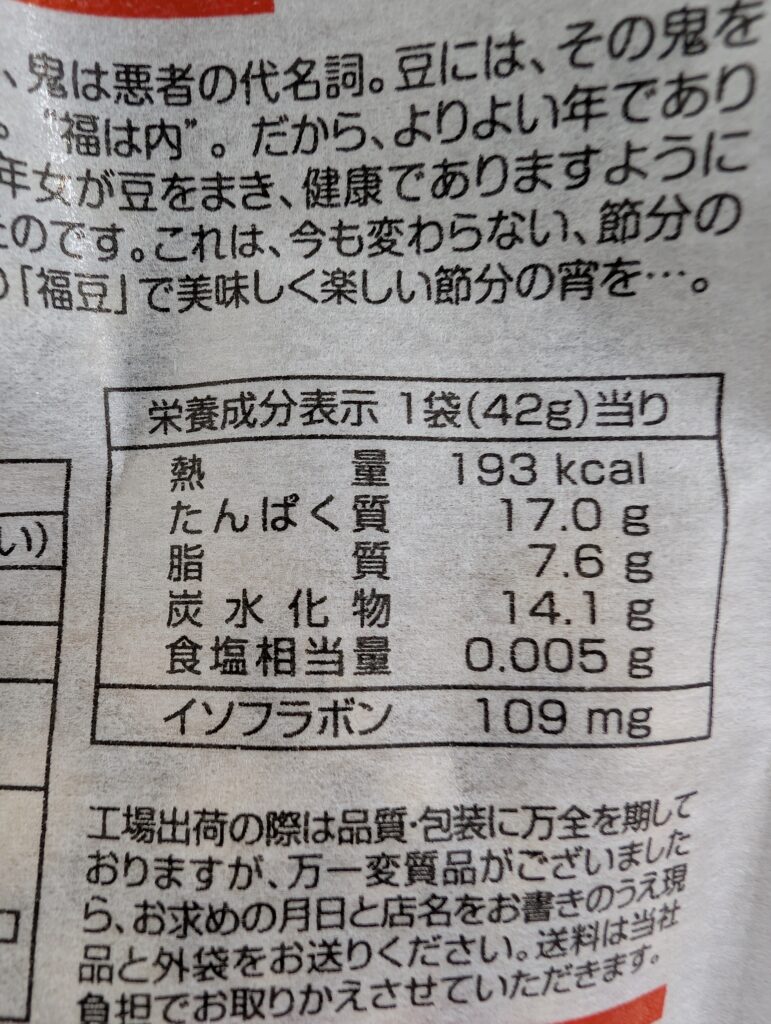 、鬼は悪者の代名詞。豆には、その鬼を
。“福は内”。だから、よりよい年であり
年女が豆をまき、健康でありますように
たのです。これは、今も変わらない、節分の
の「福豆」で美味しく楽しい節分の宵を…。
栄養成分表示 1袋(42g)当り
熱量 193 kcal
たんぱく質 17.0 g
脂質 7.6 g
炭水化物 14.1 g
食塩相当量 0.005 g
イソフラボン 109 mg
い)
工場出荷の際は品質・包装に万全を期して
おりますが、万一変質品がございました
ら、お求めの月日と店名をお書きのうえ現
品と外袋をお送りください。送料は当社
負担でお取りかえさせていただきます。